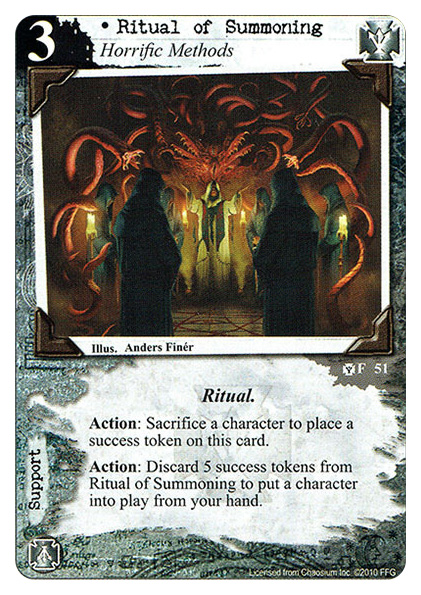 3
• Ritual of Summoning
Horrific Methods
Illus. Anders Finér
F 51
Ritual.
Action: Sacrifice a character to place a
success token on this card.
Action: Discard 5 success tokens from
Ritual of Summoning to put a character
into play from your hand.
Support
Licensed from Chaosium Inc. ©2010 FFG